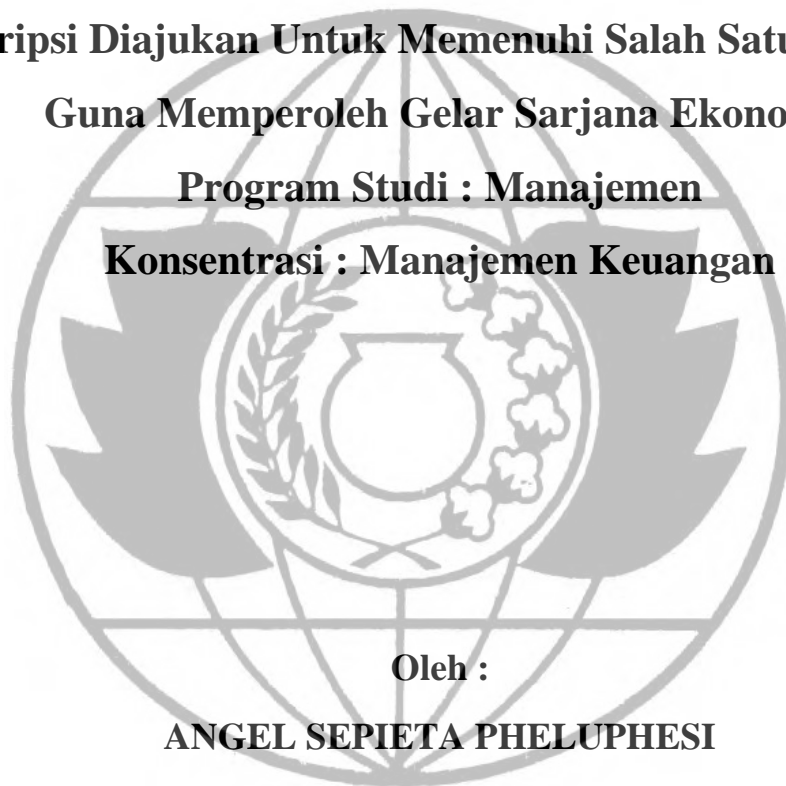 ripsi Diajukan Untuk Memenuhi Salah Satu
Guna Memperoleh Gelar Sarjana Ekono
Program Studi : Manajemen
Konsentrasi : Manajemen Keuangan
Oleh :
ANGEL SEPIETA PHELUPHESI